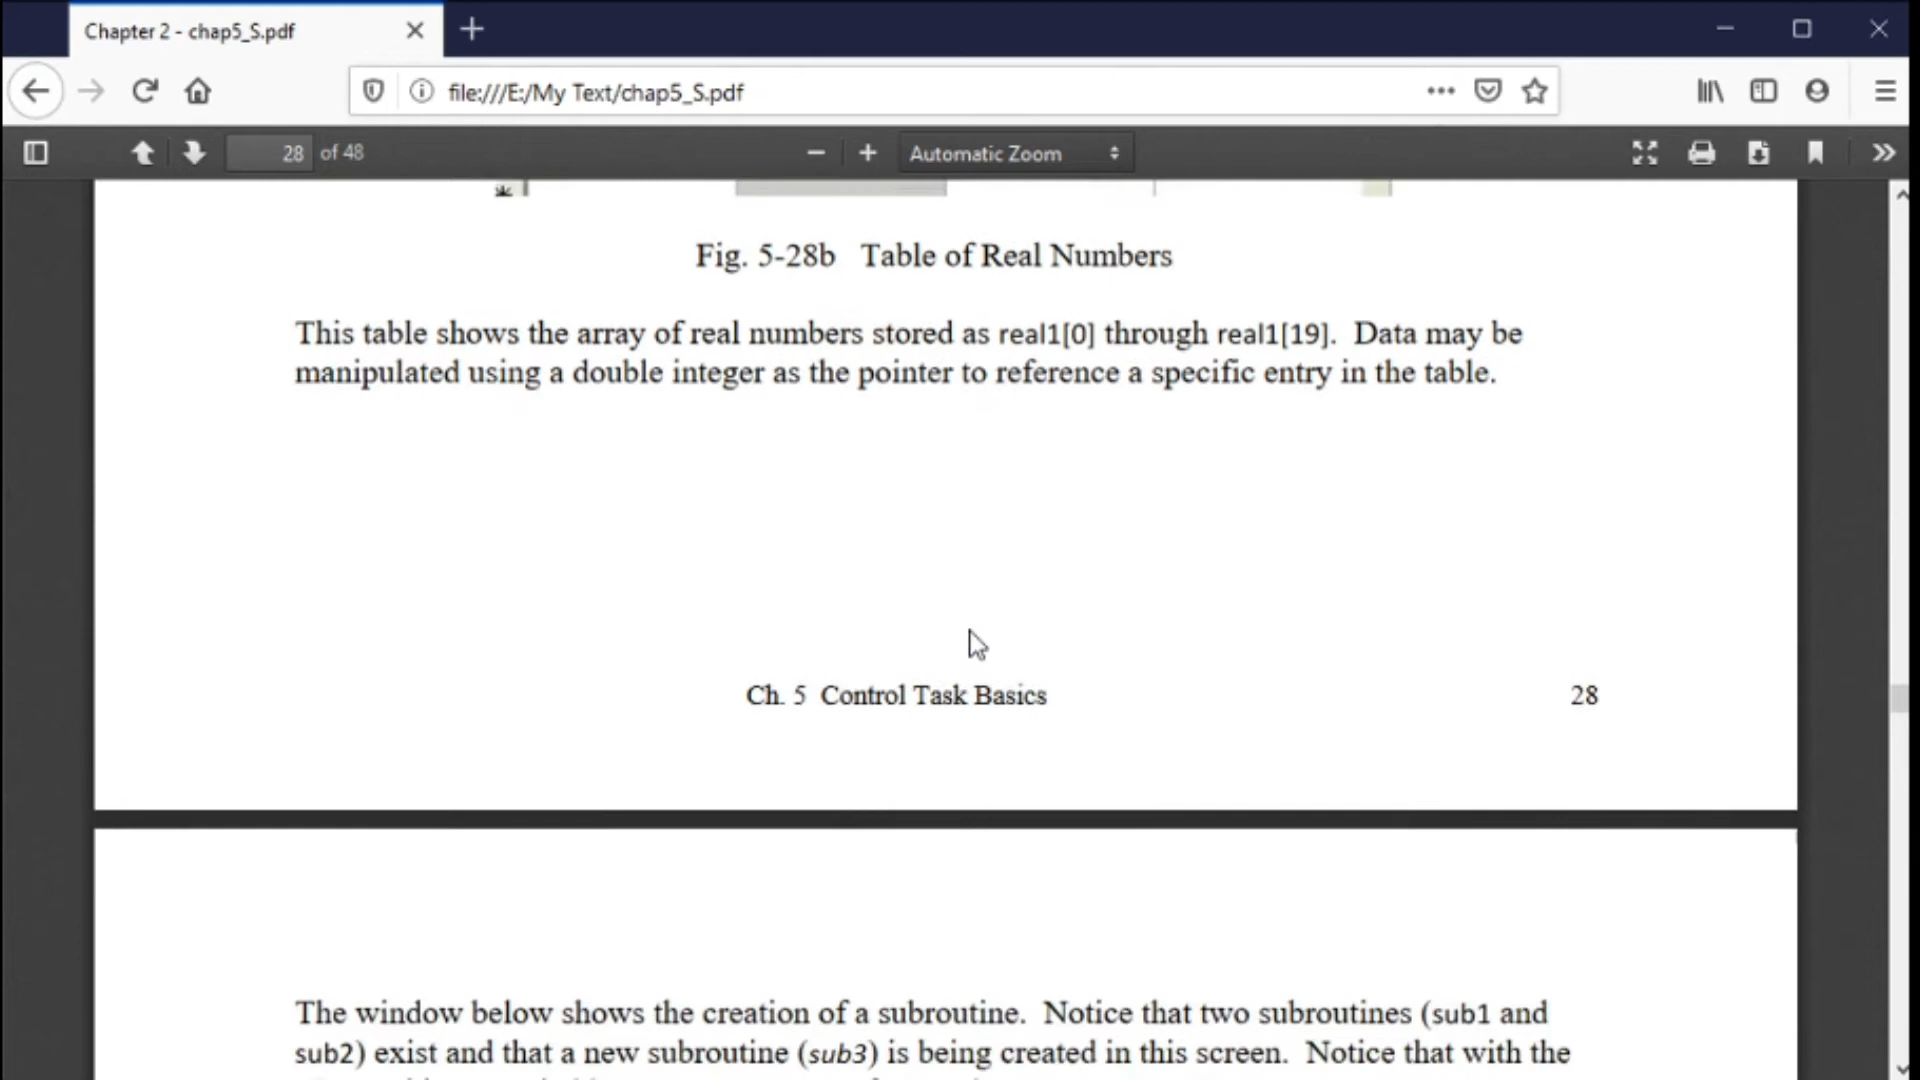 Chapter 2 - chap5_S.pdf
file:///E:/My Text/chap5_S.pdf
28 of 48
Automatic Zoom
Fig. 5-28b Table of Real Numbers
This table shows the array of real numbers stored as real1[0] through real1[19]. Data may be
manipulated using a double integer as the pointer to reference a specific entry in the table.
Ch. 5 Control Task Basics 28
The window below shows the creation of a subroutine. Notice that two subroutines (sub1 and
sub2) exist and that a new subroutine (sub3) is being created in this screen. Notice that with the